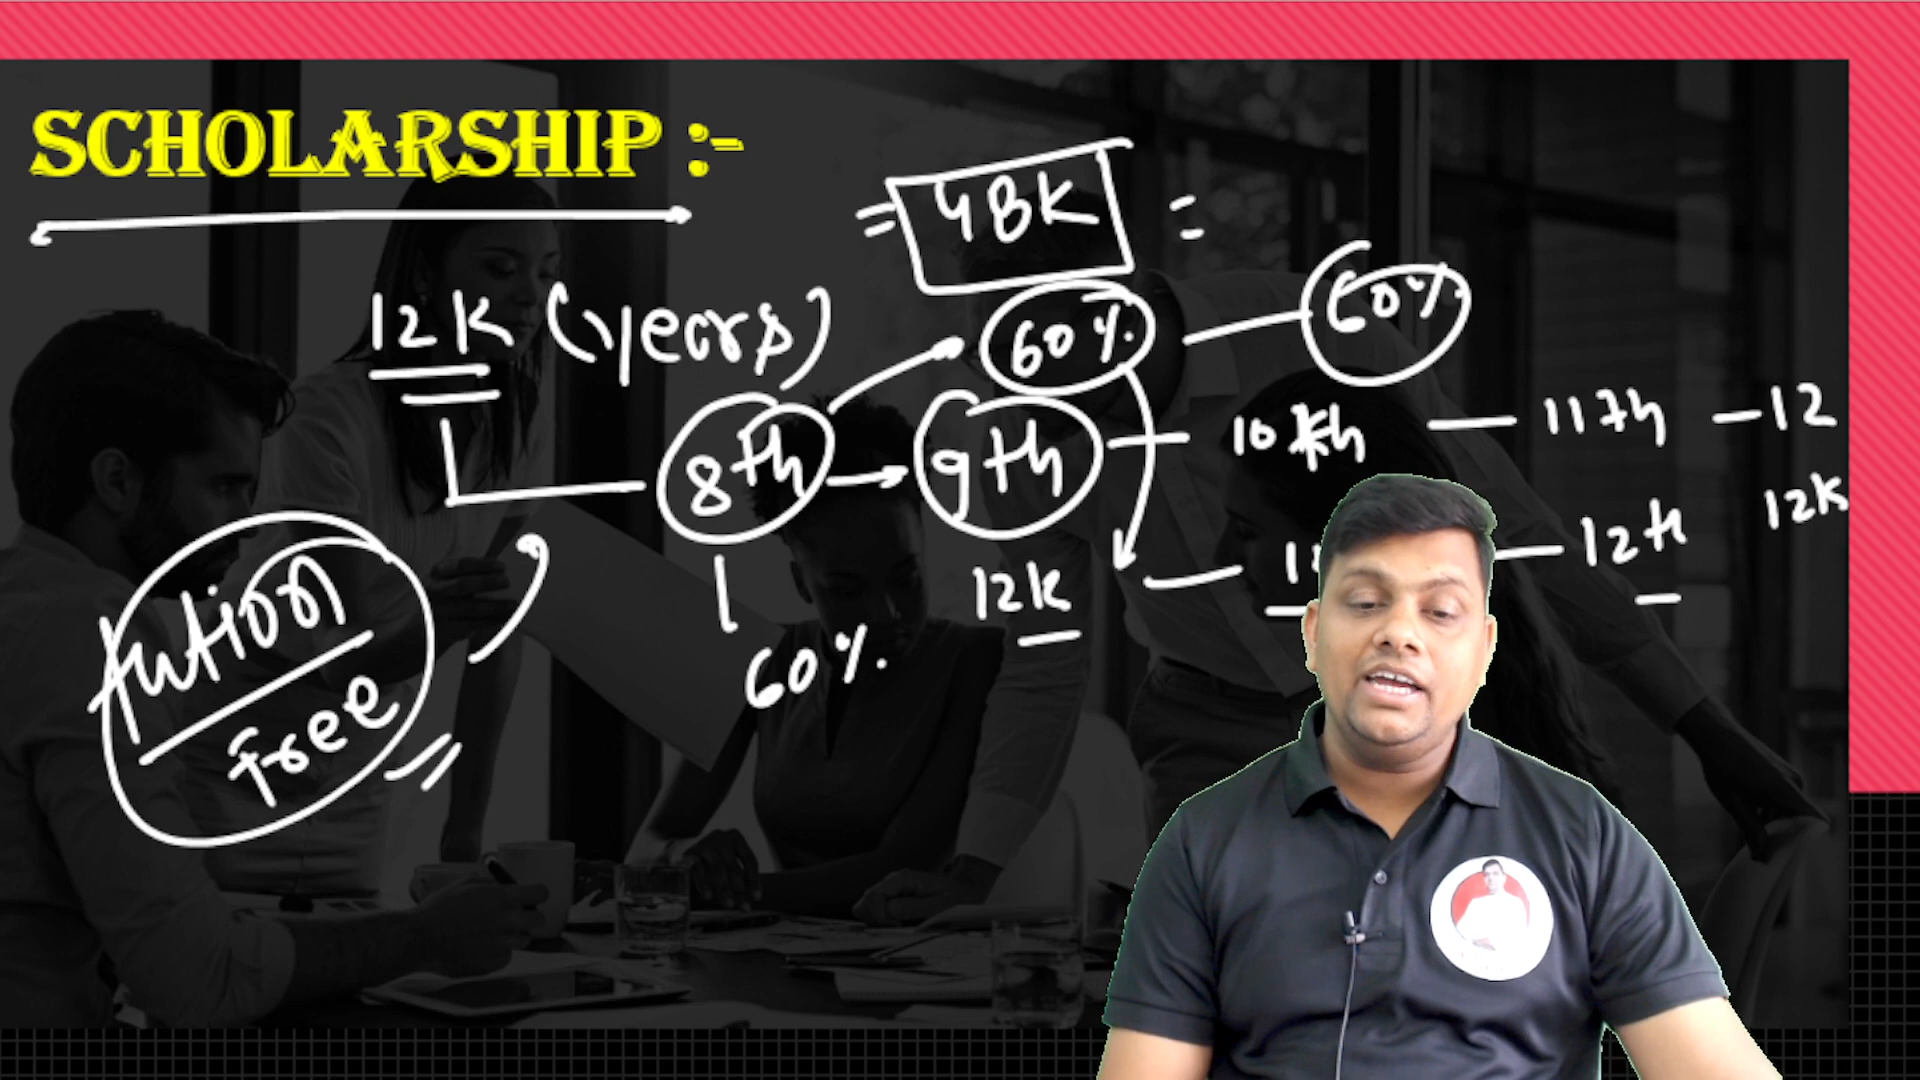 SCHOLARSHIP :-
= 48K =
12K (years)
60%. — 60%
8th → 9th — 10th — 11th — 12
12k
12k
12th
60%.
tution
free